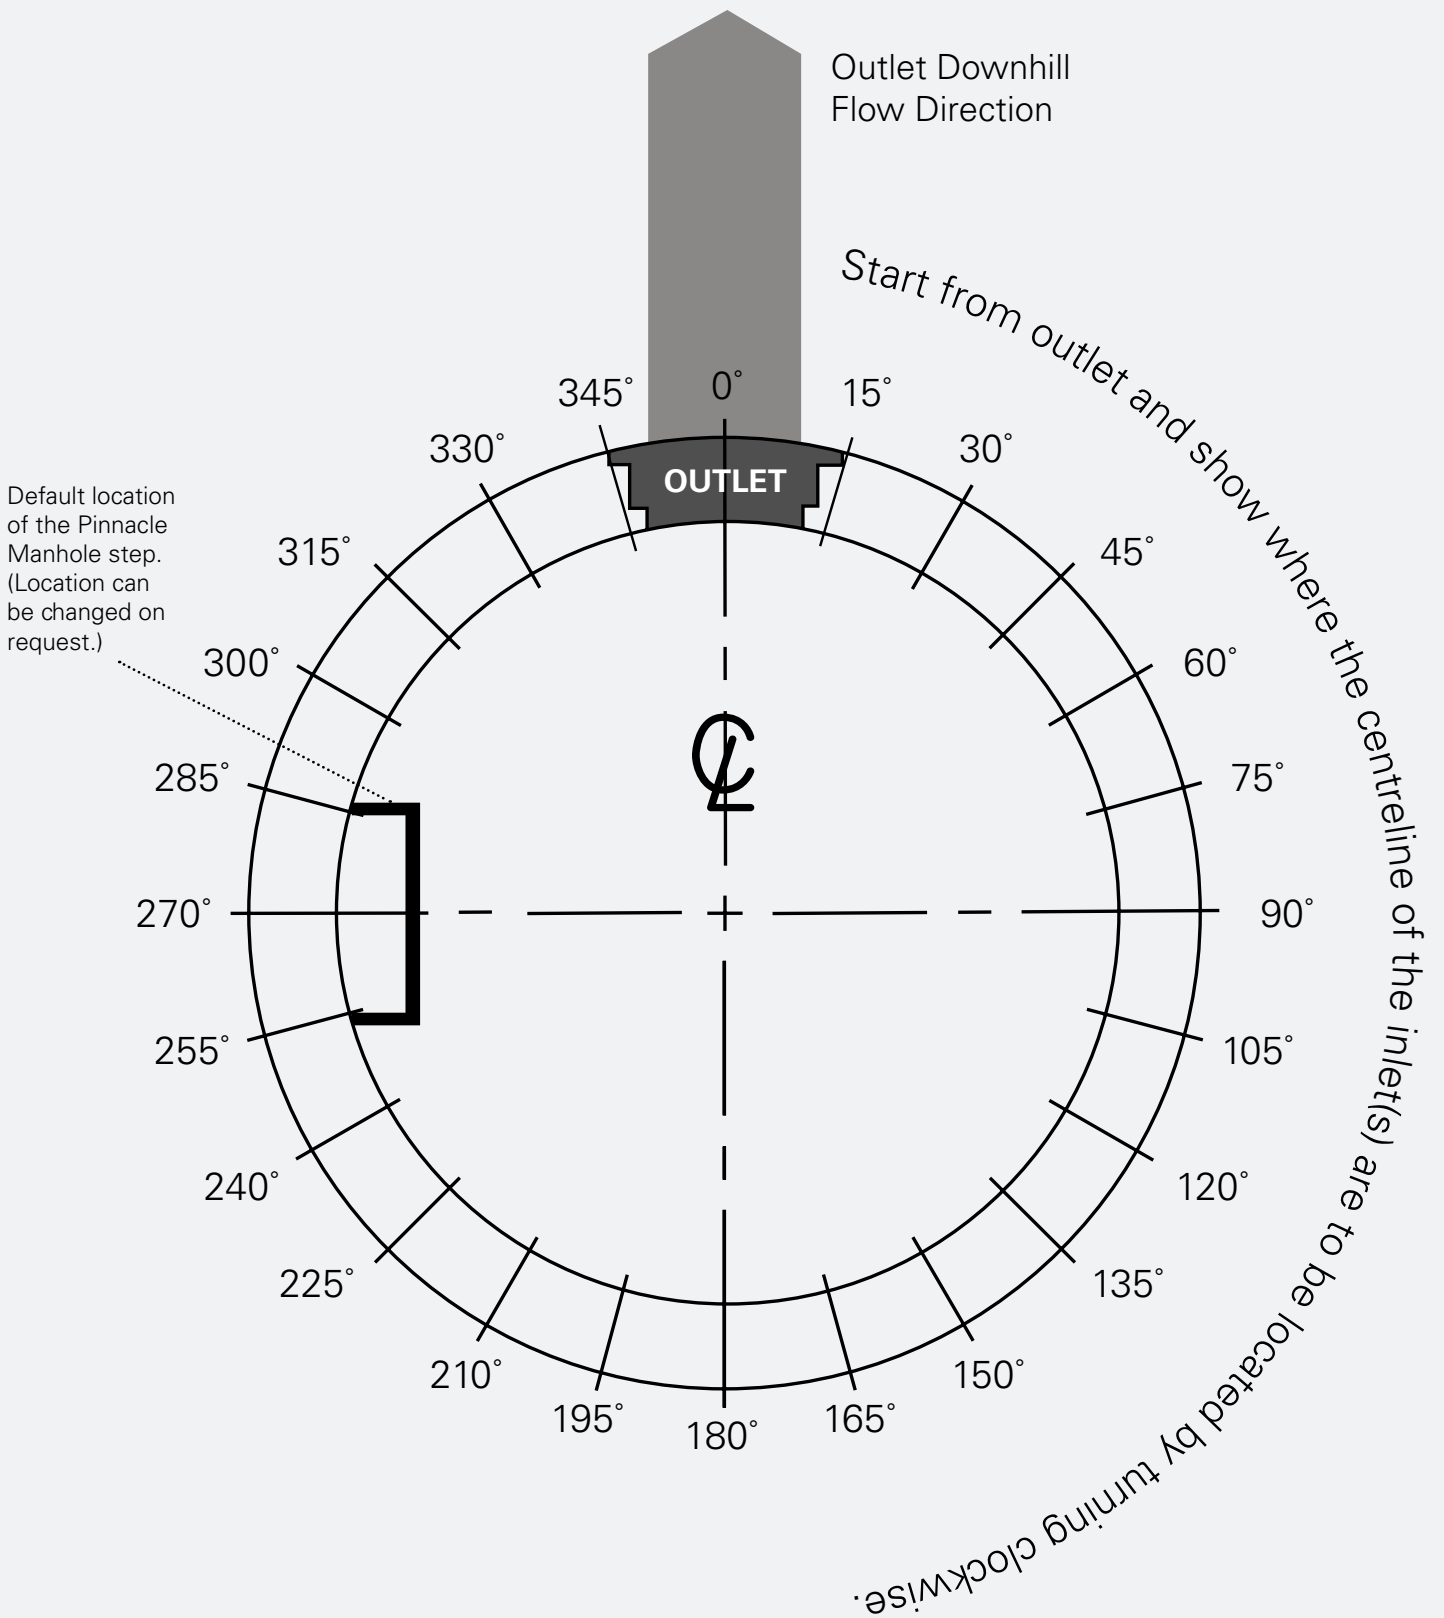 Outlet Downhill
Flow Direction
Start from outlet and show where the centreline of the inlet(s) are to be located by turning clockwise.
345°
0°
15°
330°
30°
OUTLET
Default location
of the Pinnacle
Manhole step.
(Location can
be changed on
request.)
315°
45°
300°
60°
285°
75°
CL
270°
90°
255°
105°
240°
120°
225°
135°
210°
150°
195°
180°
165°